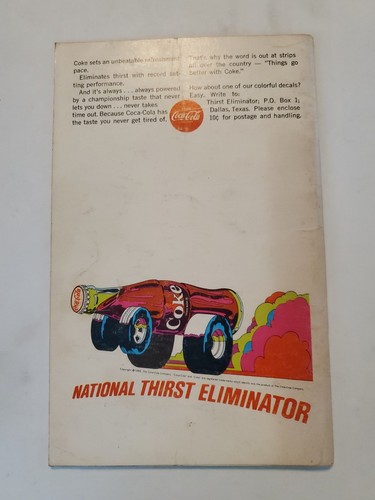 Coke sets an unbeatable refreshment
pace.
Eliminates thirst with record set-
ting performance.
And it's always . . . always powered
by a championship taste that never
lets you down . . . never takes
time out. Because Coca-Cola has
the taste you never get tired of.
That's why the word is out at strips
all over the country — "Things go
better with Coke."
How about one of our colorful decals?
Easy. Write to:
Thirst Eliminator; P.O. Box 1;
Dallas, Texas. Please enclose
10¢ for postage and handling.
Coca-Cola
Coke
NATIONAL THIRST ELIMINATOR